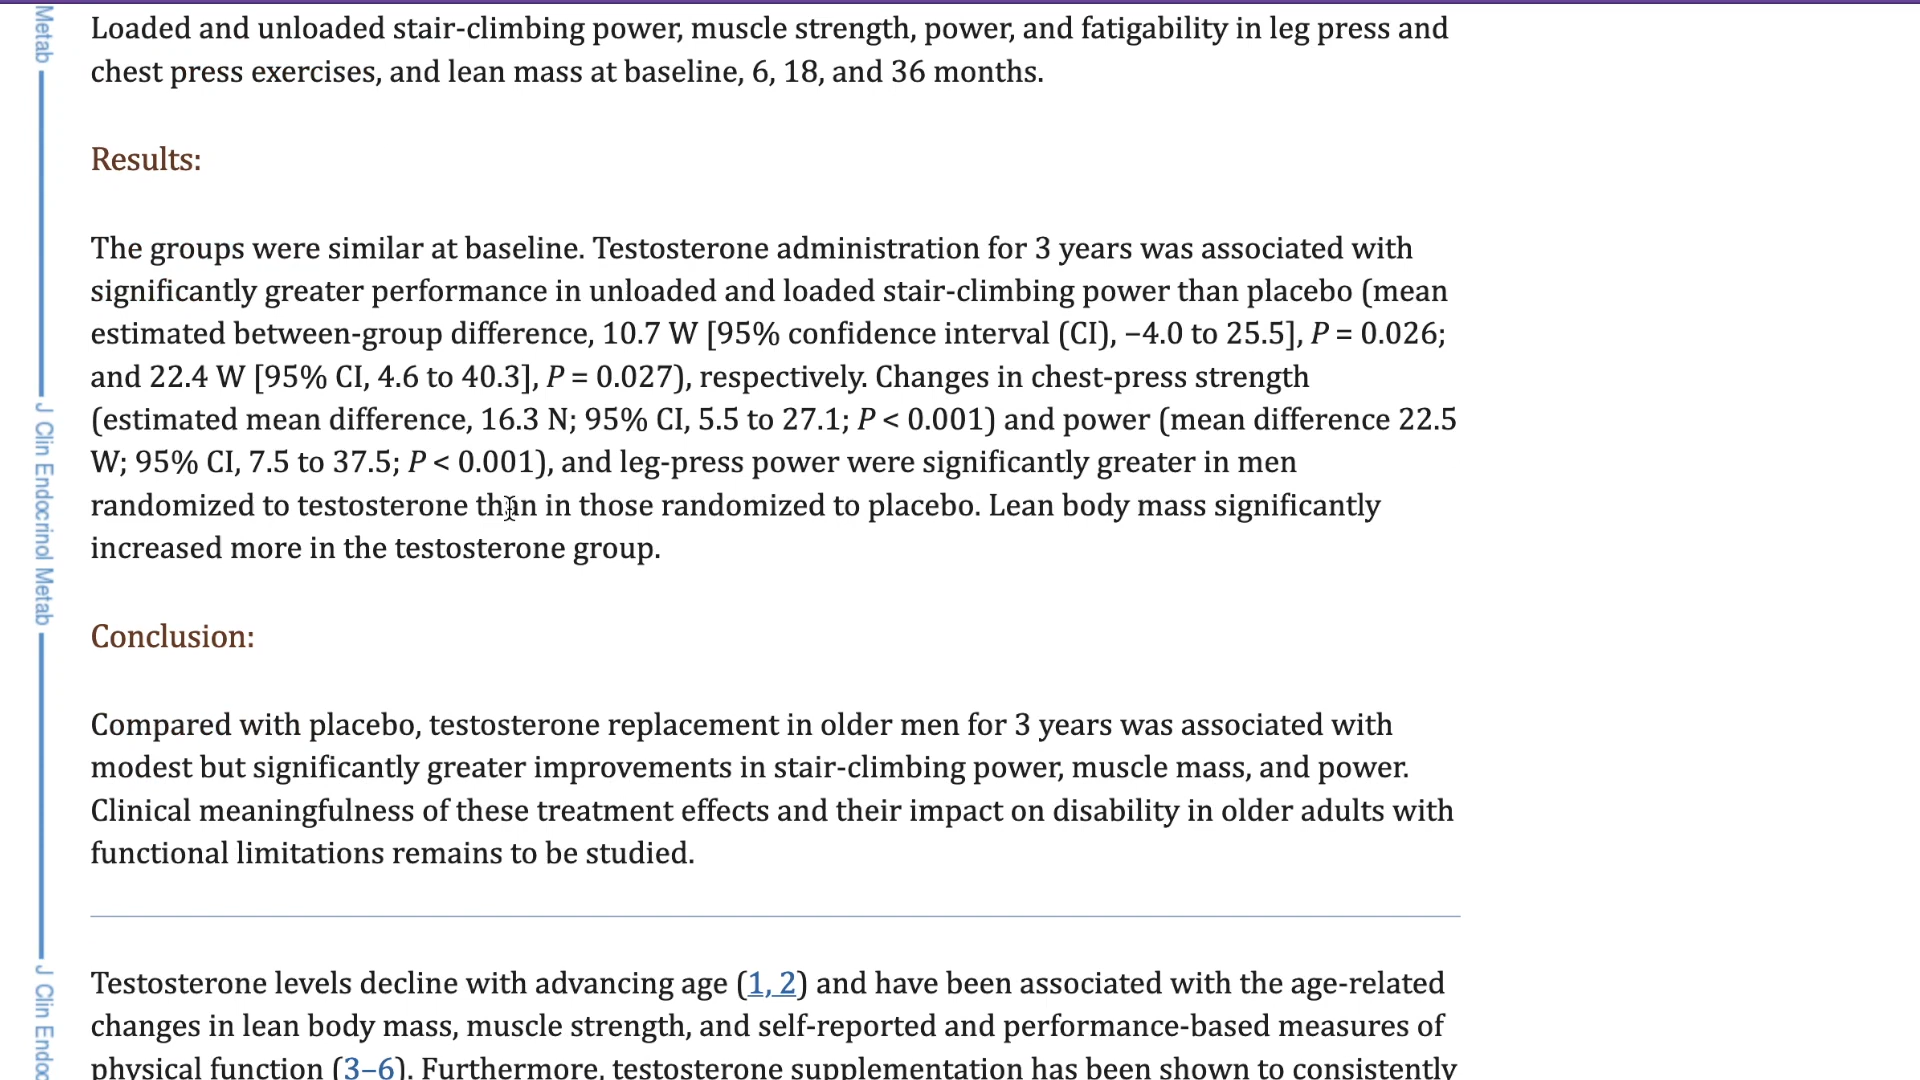 Loaded and unloaded stair-climbing power, muscle strength, power, and fatigability in leg press and
chest press exercises, and lean mass at baseline, 6, 18, and 36 months.
Results:
The groups were similar at baseline. Testosterone administration for 3 years was associated with
significantly greater performance in unloaded and loaded stair-climbing power than placebo (mean
estimated between-group difference, 10.7 W [95% confidence interval (CI), −4.0 to 25.5], P = 0.026;
and 22.4 W [95% CI, 4.6 to 40.3], P = 0.027), respectively. Changes in chest-press strength
(estimated mean difference, 16.3 N; 95% CI, 5.5 to 27.1; P < 0.001) and power (mean difference 22.5
W; 95% CI, 7.5 to 37.5; P < 0.001), and leg-press power were significantly greater in men
randomized to testosterone than in those randomized to placebo. Lean body mass significantly
increased more in the testosterone group.
Conclusion:
Compared with placebo, testosterone replacement in older men for 3 years was associated with
modest but significantly greater improvements in stair-climbing power, muscle mass, and power.
Clinical meaningfulness of these treatment effects and their impact on disability in older adults with
functional limitations remains to be studied.
Testosterone levels decline with advancing age (1, 2) and have been associated with the age-related
changes in lean body mass, muscle strength, and self-reported and performance-based measures of
physical function (3–6). Furthermore, testosterone supplementation has been shown to consistently
Metab
J Clin Endocrinol Metab
J Clin Endoc